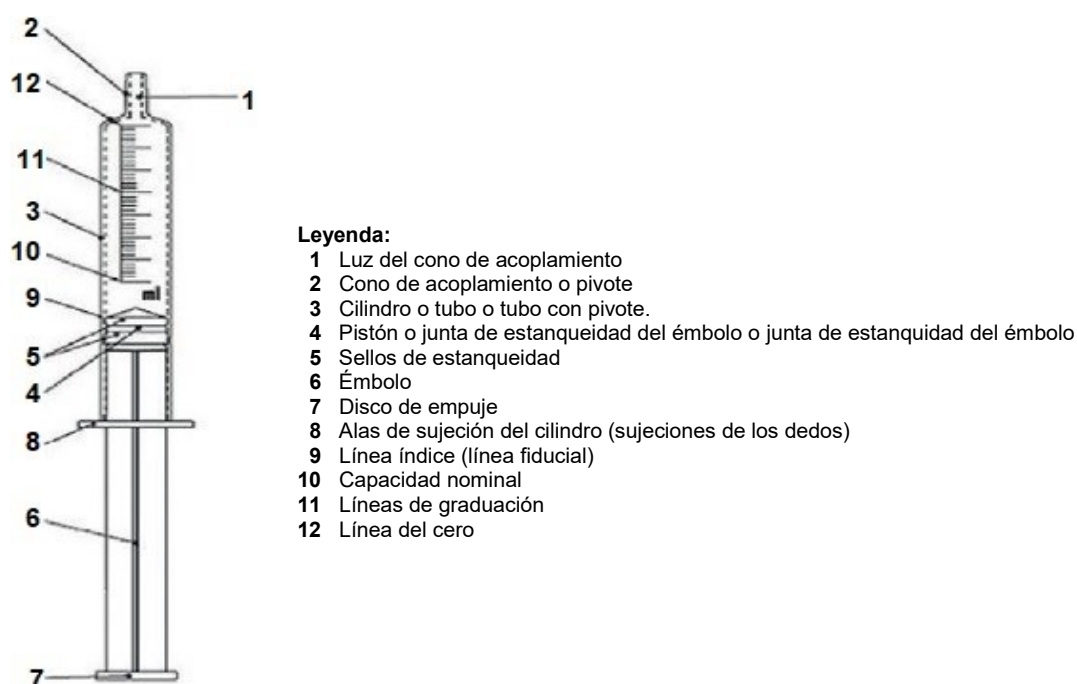 2
12
1
11
3
10
ml
9
5
4
8
6
7
Leyenda:
1 Luz del cono de acoplamiento
2 Cono de acoplamiento o pivote
3 Cilindro o tubo o tubo con pivote.
4 Pistón o junta de estanqueidad del émbolo o junta de estanquidad del émbolo
5 Sellos de estanqueidad
6 Émbolo
7 Disco de empuje
8 Alas de sujeción del cilindro (sujeciones de los dedos)
9 Línea índice (línea fiducial)
10 Capacidad nominal
11 Líneas de graduación
12 Línea del cero